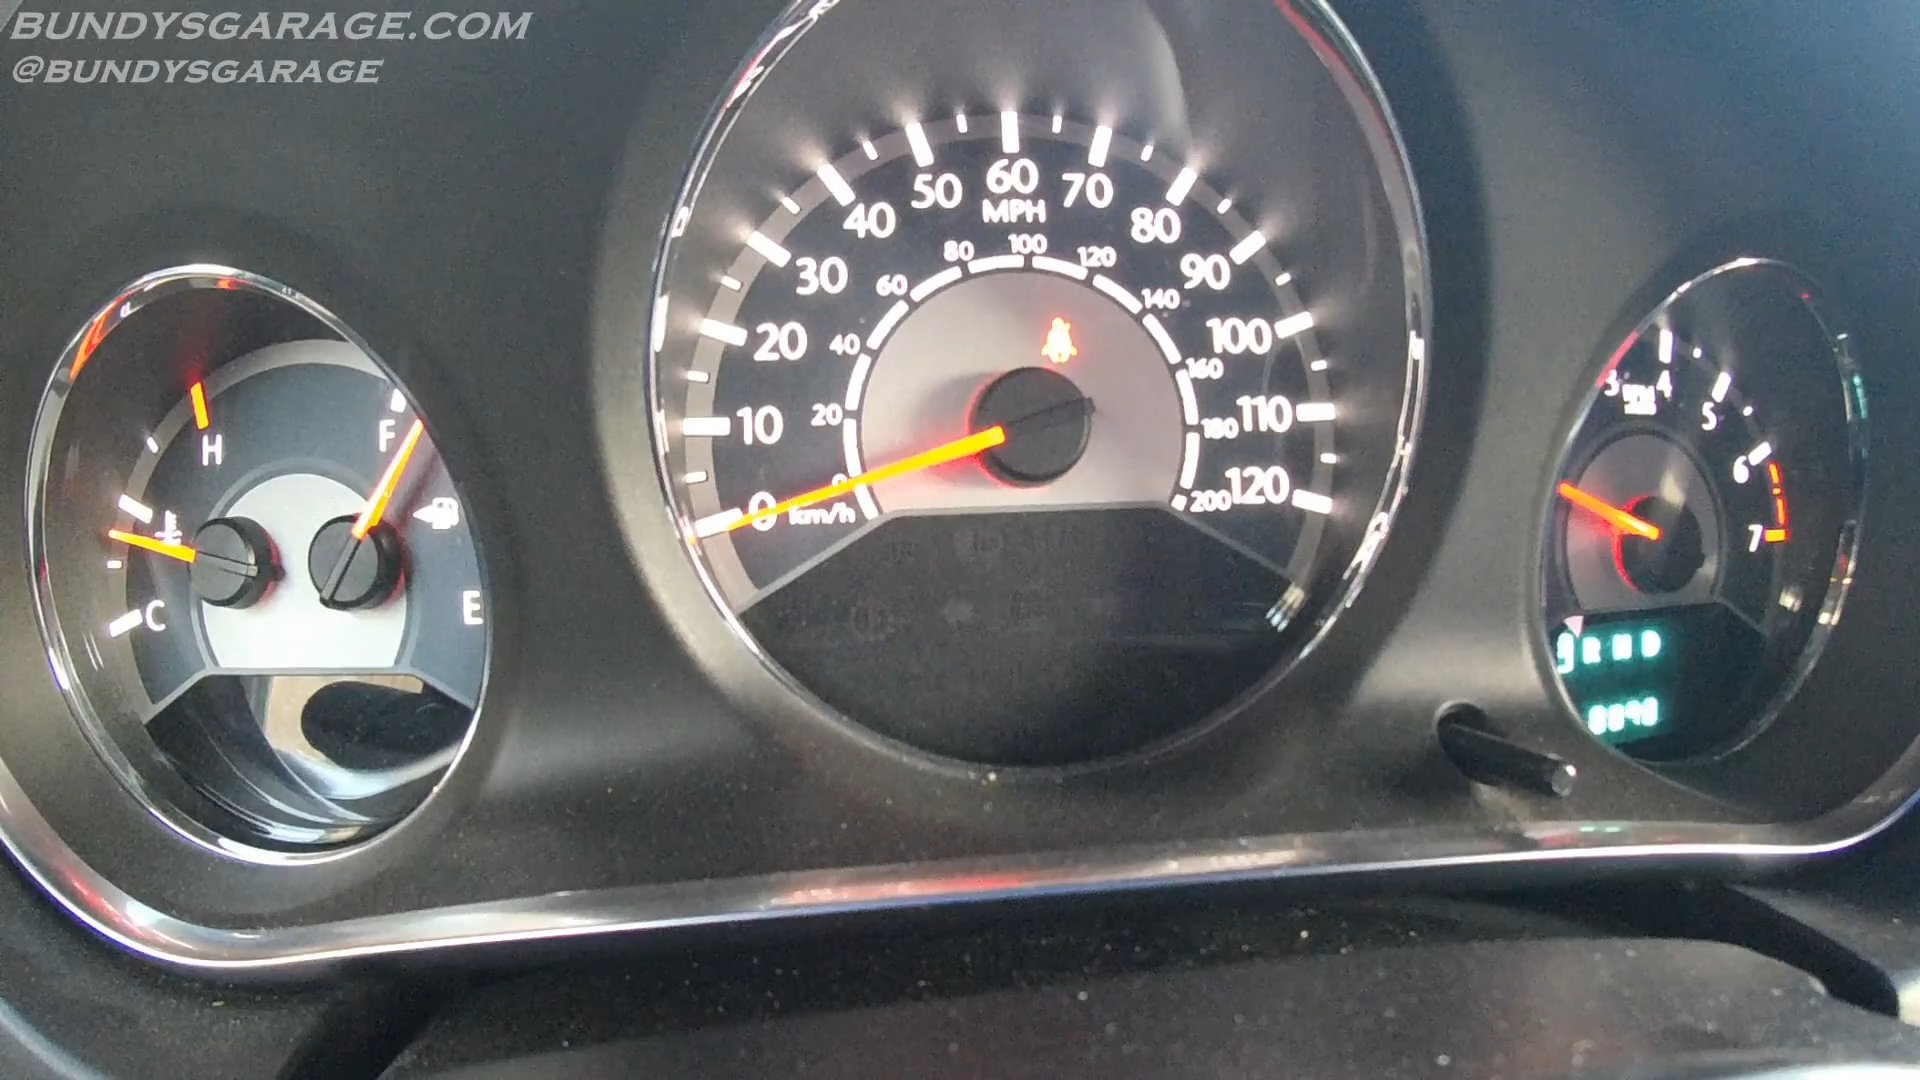 BUNDYSGARAGE.COM
@BUNDYSGARAGE
0 10 20 30 40 50 60 70 80 90 100 110 120
MPH
0 20 40 60 80 100 120 140 160 180 200
km/h
H
C
F
E
3 4 5 6 7
R N D